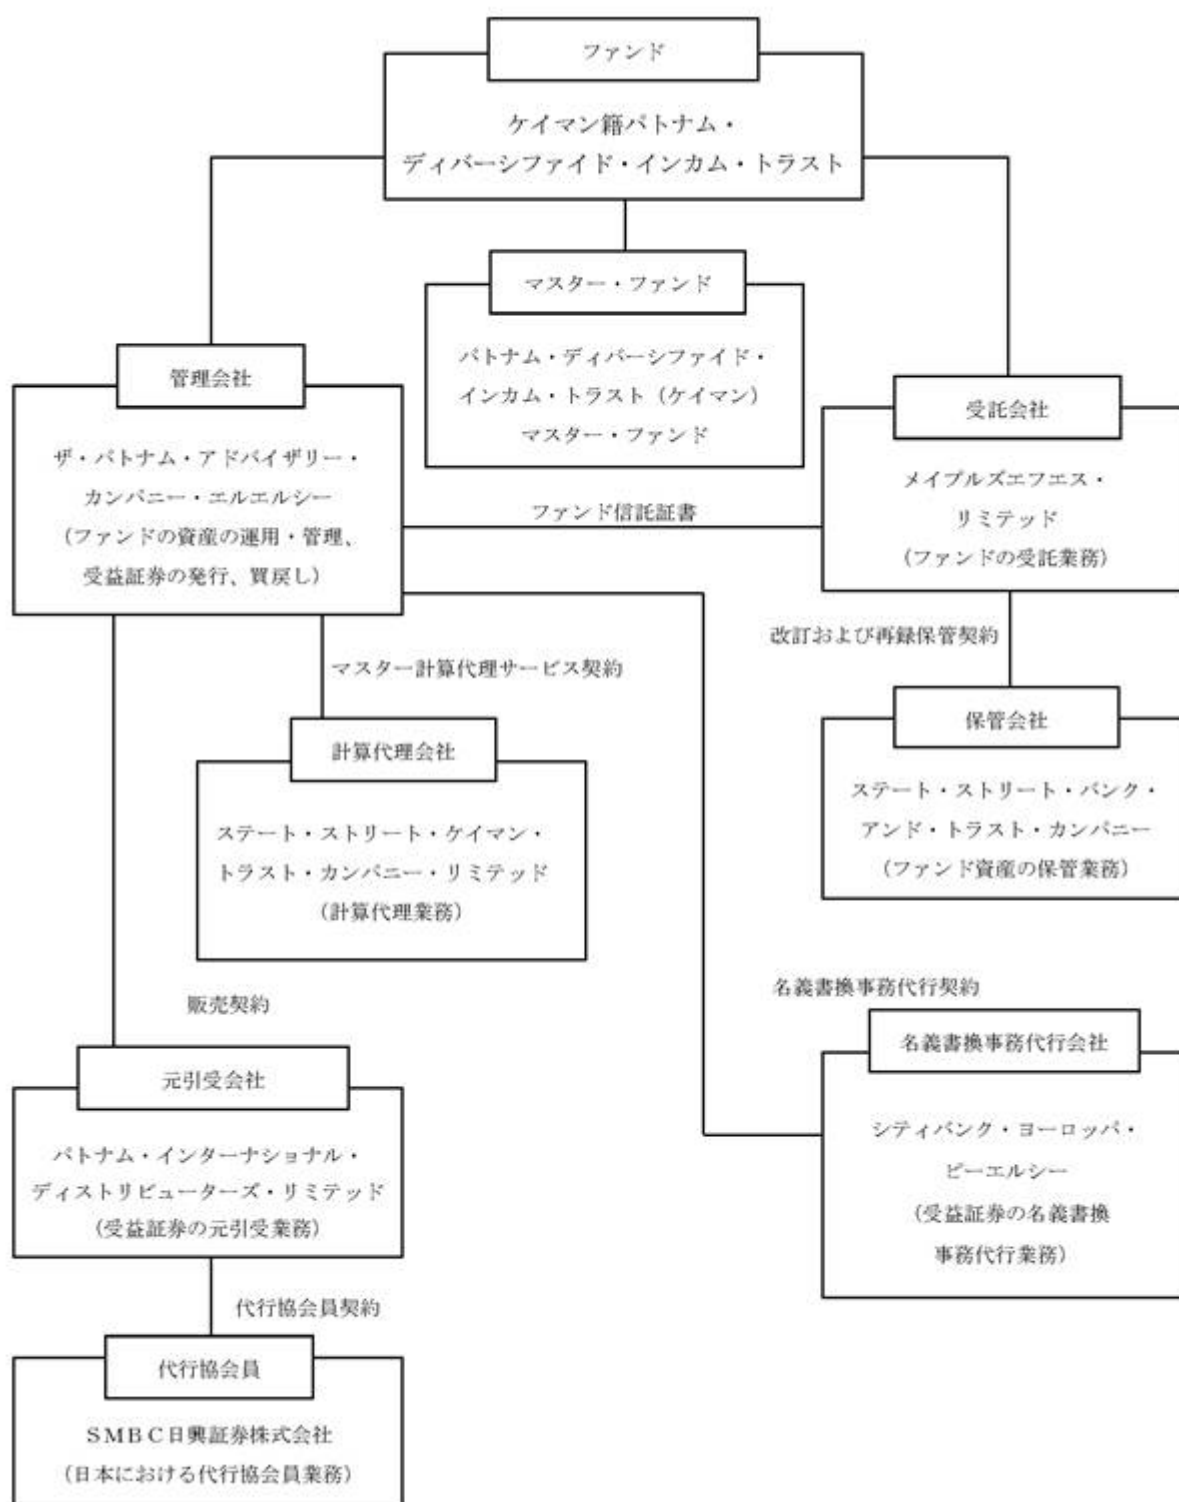 ファンド
ケイマン籍パトナム・
ディバーシファイド・インカム・トラスト
マスター・ファンド
パトナム・ディバーシファイド・
インカム・トラスト（ケイマン）
マスター・ファンド
管理会社
ザ・パトナム・アドバイザリー・
カンパニー・エルエルシー
（ファンドの資産の運用・管理、
受益証券の発行、買戻し）
受託会社
メイプルズエフエス・
リミテッド
（ファンドの受託業務）
ファンド信託証書
改訂および再録保管契約
マスター計算代理サービス契約
保管会社
ステート・ストリート・バンク・
アンド・トラスト・カンパニー
（ファンド資産の保管業務）
計算代理会社
ステート・ストリート・ケイマン・
トラスト・カンパニー・リミテッド
（計算代理業務）
販売契約
名義書換事務代行契約
名義書換事務代行会社
シティバンク・ヨーロッパ・
ピーエルシー
（受益証券の名義書換
事務代行業務）
元引受会社
パトナム・インターナショナル・
ディストリビューターズ・リミテッド
（受益証券の元引受業務）
代行協会員契約
代行協会員
ＳＭＢＣ日興証券株式会社
（日本における代行協会員業務）